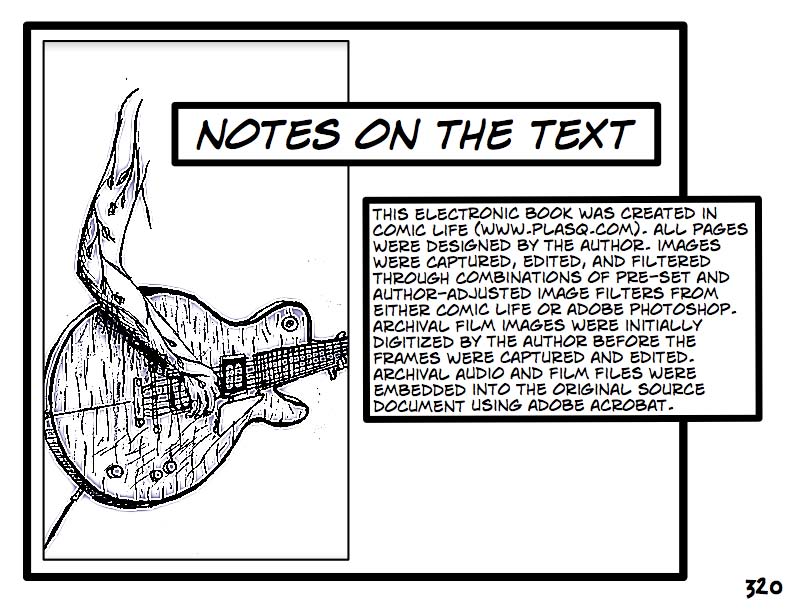 NOTES ON THE TEXT
THIS ELECTRONIC BOOK WAS CREATED IN
COMIC LIFE (WWW.PLASQ.COM). ALL PAGES
WERE DESIGNED BY THE AUTHOR. IMAGES
WERE CAPTURED, EDITED, AND FILTERED
THROUGH COMBINATIONS OF PRE-SET AND
AUTHOR-ADJUSTED IMAGE FILTERS FROM
EITHER COMIC LIFE OR ADOBE PHOTOSHOP.
ARCHIVAL FILM IMAGES WERE INITIALLY
DIGITIZED BY THE AUTHOR BEFORE THE
FRAMES WERE CAPTURED AND EDITED.
ARCHIVAL AUDIO AND FILM FILES WERE
EMBEDDED INTO THE ORIGINAL SOURCE
DOCUMENT USING ADOBE ACROBAT.
320